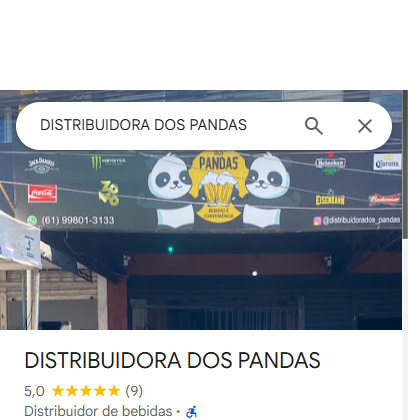 DISTRIBUIDORA DOS PANDAS
PANDAS
JACK DANIEL'S
MONSTER
Heineken
Corona
Coca-Cola
EISENBAHN
Budweiser
BEBIDAS E
CONVENIÊNCIA
(61) 99801-3133
@distribuidorados_pandas
DISTRIBUIDORA DOS PANDAS
5,0 ★★★★★ (9)
Distribuidor de bebidas ·